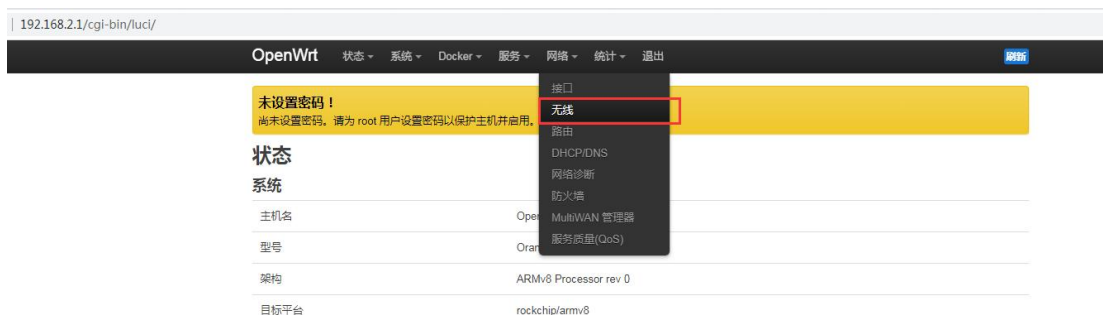 192.168.2.1/cgi-bin/luci/
OpenWrt 状态 系统 Docker 服务 网络 统计 退出 刷新
接口
无线
路由
DHCP/DNS
网络诊断
防火墙
MultiWAN 管理器
服务质量(QoS)
未设置密码！
尚未设置密码。请为 root 用户设置密码以保护主机并启用。
状态
系统
主机名
型号
架构 ARMv8 Processor rev 0
目标平台 rockchip/armv8